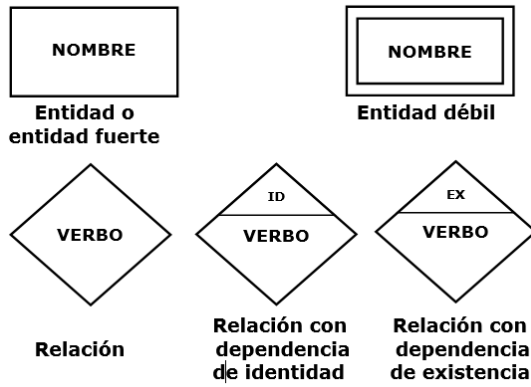 NOMBRE
NOMBRE
Entidad o
entidad fuerte
Entidad débil
VERBO
ID
VERBO
EX
VERBO
Relación
Relación con
dependencia
de identidad
Relación con
dependencia
de existencia